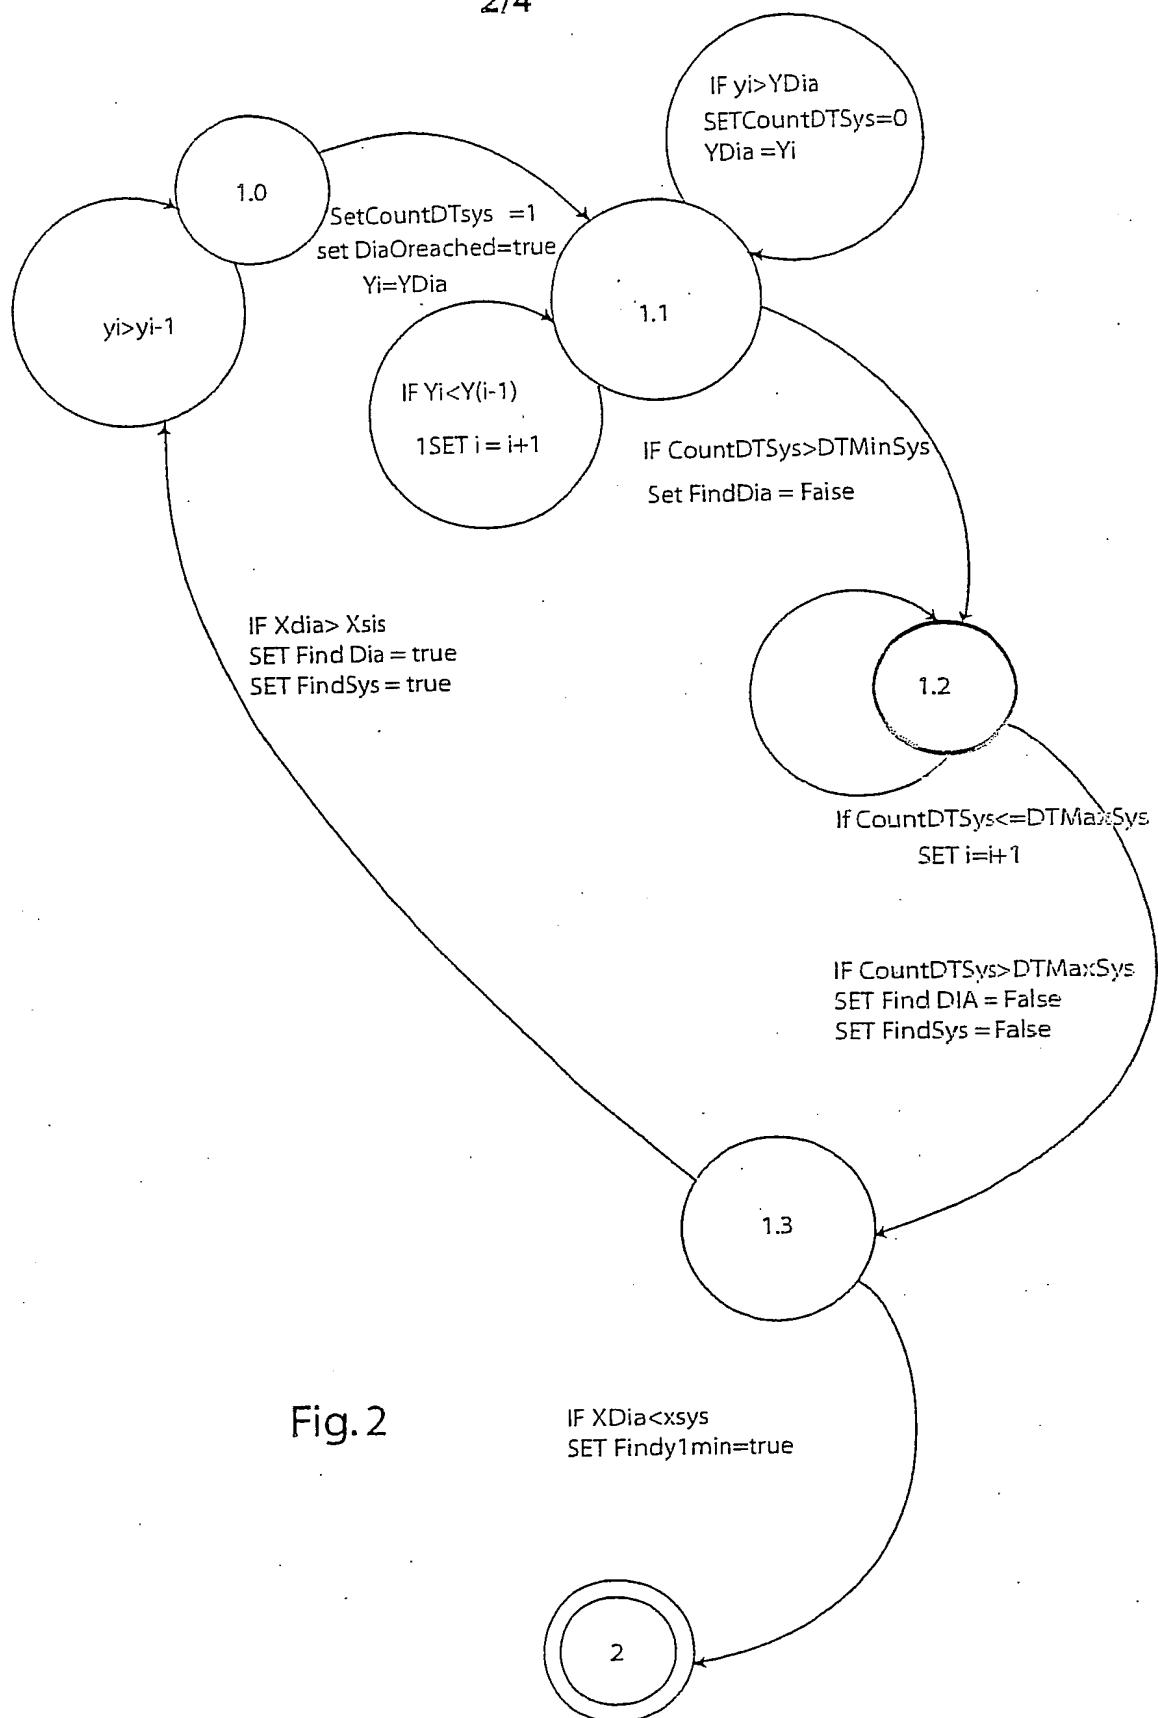 2/4
IF yi>YDia
SETCountDTSys=0
YDia =Yi
1.0
SetCountDTsys =1
set DiaOreached=true
Yi=YDia
1.1
yi>yi-1
IF Yi<Y(i-1)
1SET i = i+1
IF CountDTSys>DTMinSys
Set FindDia = Faise
IF Xdia> Xsis
SET Find Dia = true
SET FindSys = true
1.2
If CountDTSys<=DTMaxSys
SET i=i+1
IF CountDTSys>DTMaxSys
SET Find DIA = False
SET FindSys = False
1.3
Fig. 2
IF XDia<xsys
SET Findy1min=true
2